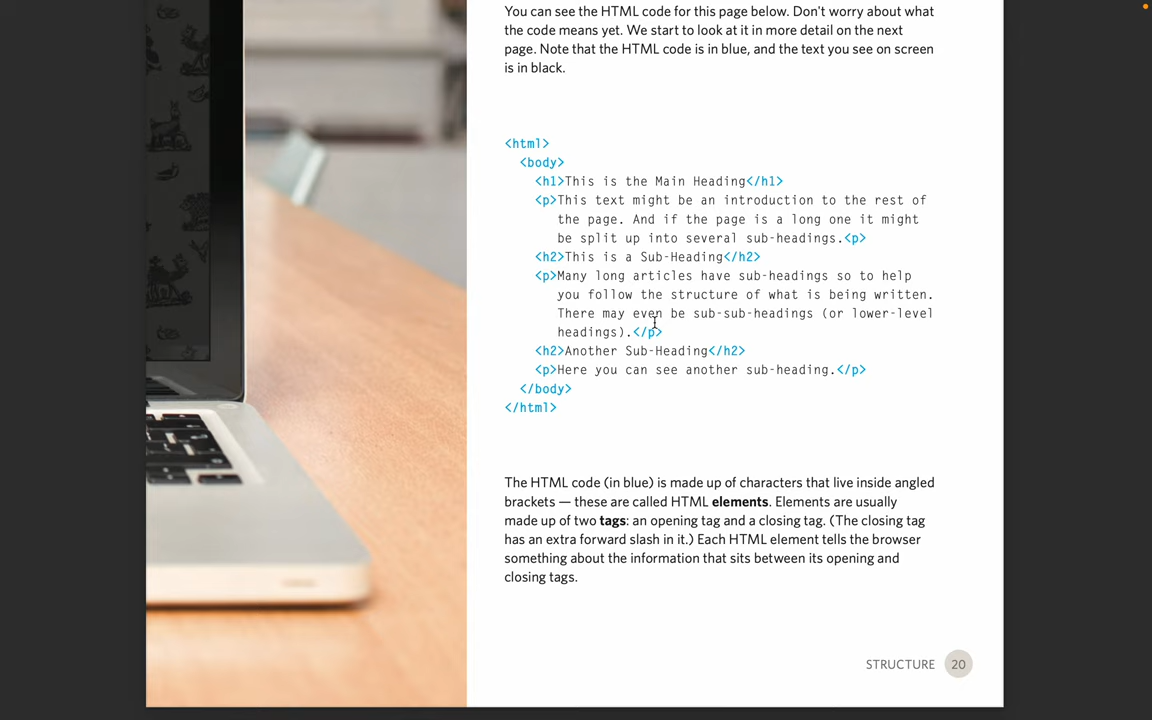 You can see the HTML code for this page below. Don't worry about what
the code means yet. We start to look at it in more detail on the next
page. Note that the HTML code is in blue, and the text you see on screen
is in black.
<html>
<body>
<h1>This is the Main Heading</h1>
<p>This text might be an introduction to the rest of
the page. And if the page is a long one it might
be split up into several sub-headings.<p>
<h2>This is a Sub-Heading</h2>
<p>Many long articles have sub-headings so to help
you follow the structure of what is being written.
There may even be sub-sub-headings (or lower-level
headings).</p>
<h2>Another Sub-Heading</h2>
<p>Here you can see another sub-heading.</p>
</body>
</html>
The HTML code (in blue) is made up of characters that live inside angled
brackets — these are called HTML elements. Elements are usually
made up of two tags: an opening tag and a closing tag. (The closing tag
has an extra forward slash in it.) Each HTML element tells the browser
something about the information that sits between its opening and
closing tags.
STRUCTURE 20